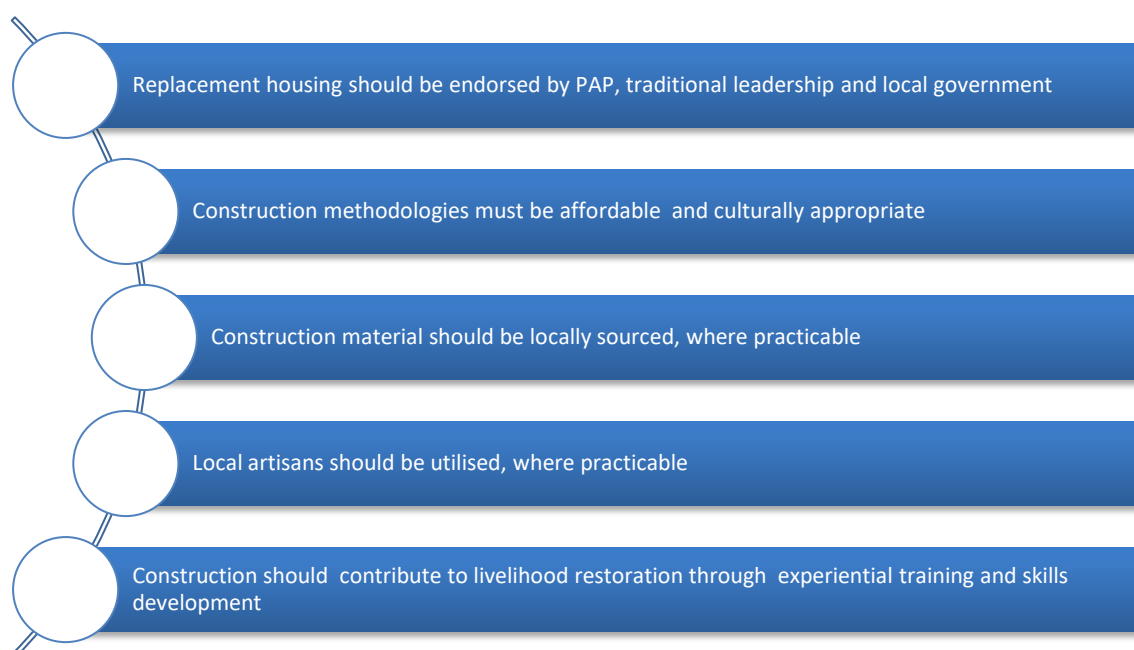 Replacement housing should be endorsed by PAP, traditional leadership and local government
Construction methodologies must be affordable  and culturally appropriate
Construction material should be locally sourced, where practicable
Local artisans should be utilised, where practicable
Construction should  contribute to livelihood restoration through  experiential training and skills
development